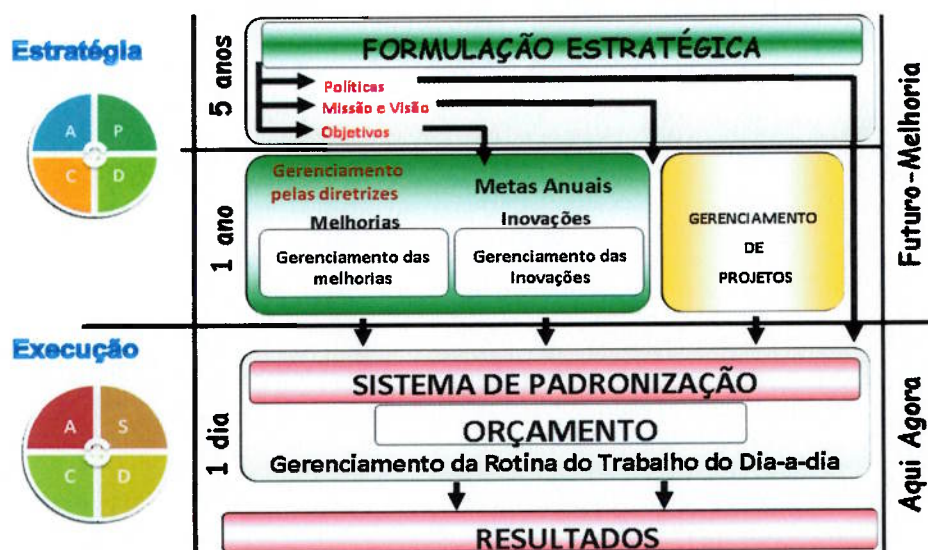 Estratégia
A
P
C
D
5 anos
FORMULAÇÃO ESTRATÉGICA
Políticas
Missão e Visão
Objetivos
1 ano
Gerenciamento
pelas diretrizes
Melhorias
Gerenciamento das
melhorias
Metas Anuais
Inovações
Gerenciamento das
Inovações
GERENCIAMENTO
DE
PROJETOS
Futuro-Melhoria
Execução
A
S
C
D
1 dia
SISTEMA DE PADRONIZAÇÃO
ORÇAMENTO
Gerenciamento da Rotina do Trabalho do Dia-a-dia
RESULTADOS
Aqui Agora